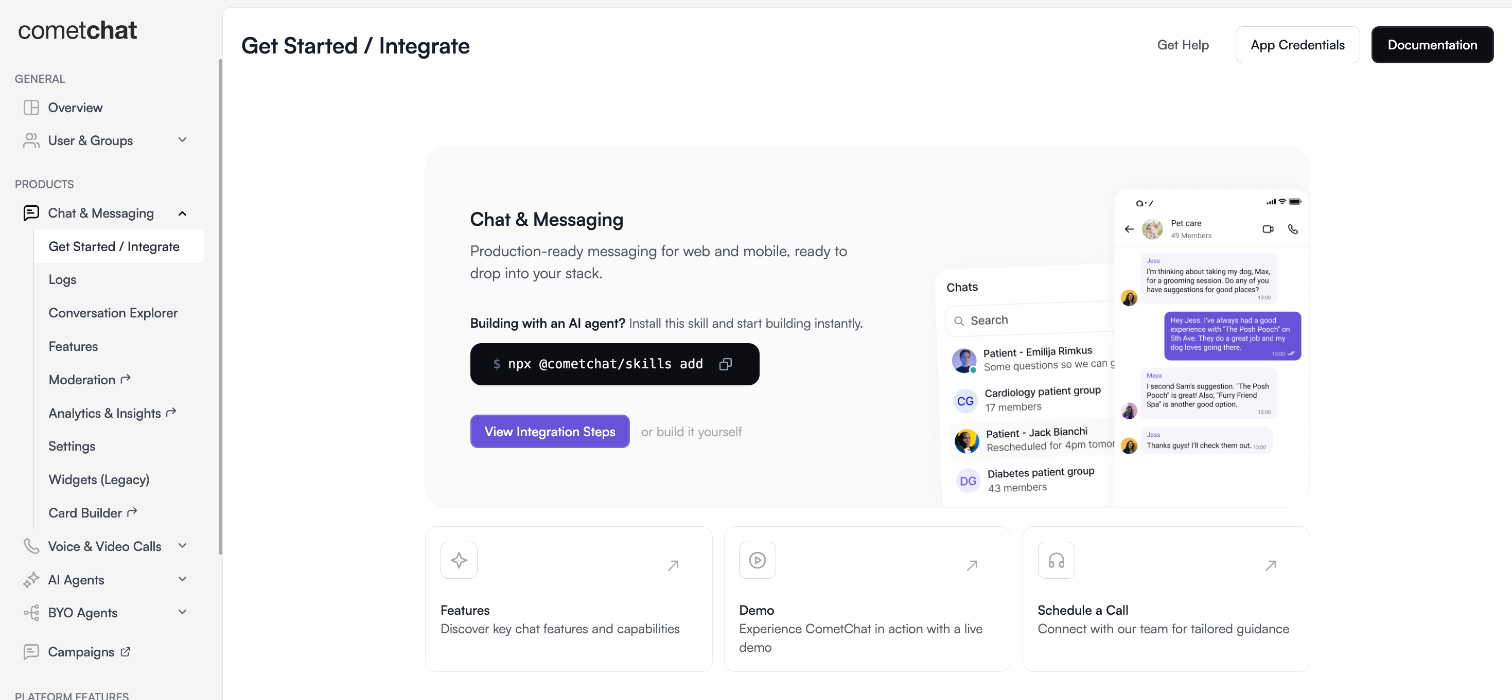 cometchat
GENERAL
Overview
User & Groups
PRODUCTS
Chat & Messaging
Get Started / Integrate
Logs
Conversation Explorer
Features
Moderation
Analytics & Insights
Settings
Widgets (Legacy)
Card Builder
Voice & Video Calls
AI Agents
BYO Agents
Campaigns
PLATFORM FEATURES
Get Started / Integrate
Get Help
App Credentials
Documentation
Chat & Messaging
Production-ready messaging for web and mobile, ready to
drop into your stack.
Building with an AI agent? Install this skill and start building instantly.
$ npx @cometchat/skills add
View Integration Steps
or build it yourself
Chats
Search
Patient - Emilija Rimkus
Some questions so we can g
CG
Cardiology patient group
17 members
Patient - Jack Bianchi
Rescheduled for 4pm tomor
DG
Diabetes patient group
43 members
Pet care
49 Members
Jess
I'm thinking about taking my dog, Max,
for a grooming session. Do any of you
have suggestions for good places?
13:00
Hey Jess. I've always had a good
experience with "The Posh Pooch" on
5th Ave. They do a great job and my
dog loves going there.
13:00
Maya
I second Sam's suggestion. "The Posh
Pooch" is great! Also, "Furry Friend
Spa" is another good option.
13:00
Jess
Thanks guys! I'll check them out. 13:00
Features
Discover key chat features and capabilities
Demo
Experience CometChat in action with a live
demo
Schedule a Call
Connect with our team for tailored guidance